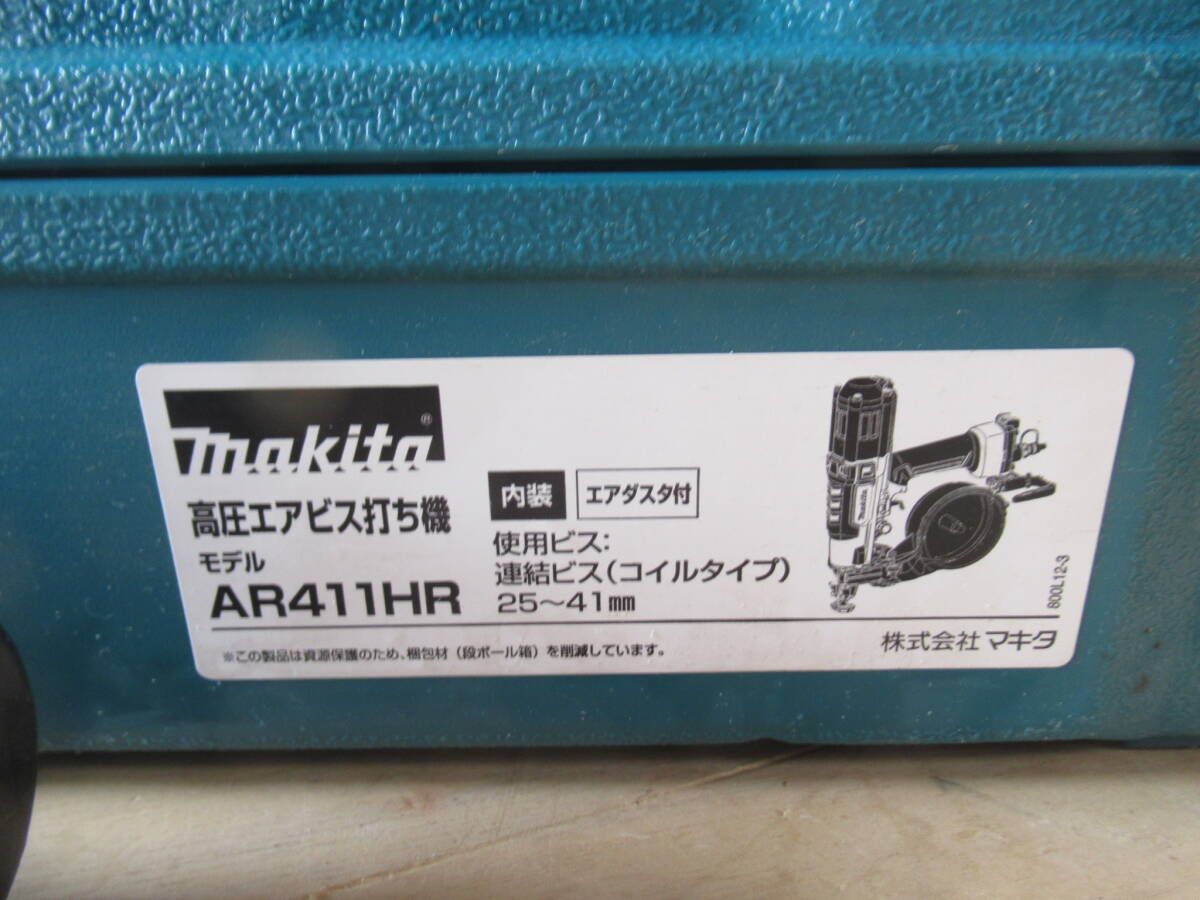 makita®
高圧エアビス打ち機
モデル
AR411HR
内装 エアダスタ付
使用ビス:
連結ビス(コイルタイプ)
25～41㎜
makita
800L12-3
※この製品は資源保護のため、梱包材(段ボール箱)を削減しています。
株式会社 マキタ